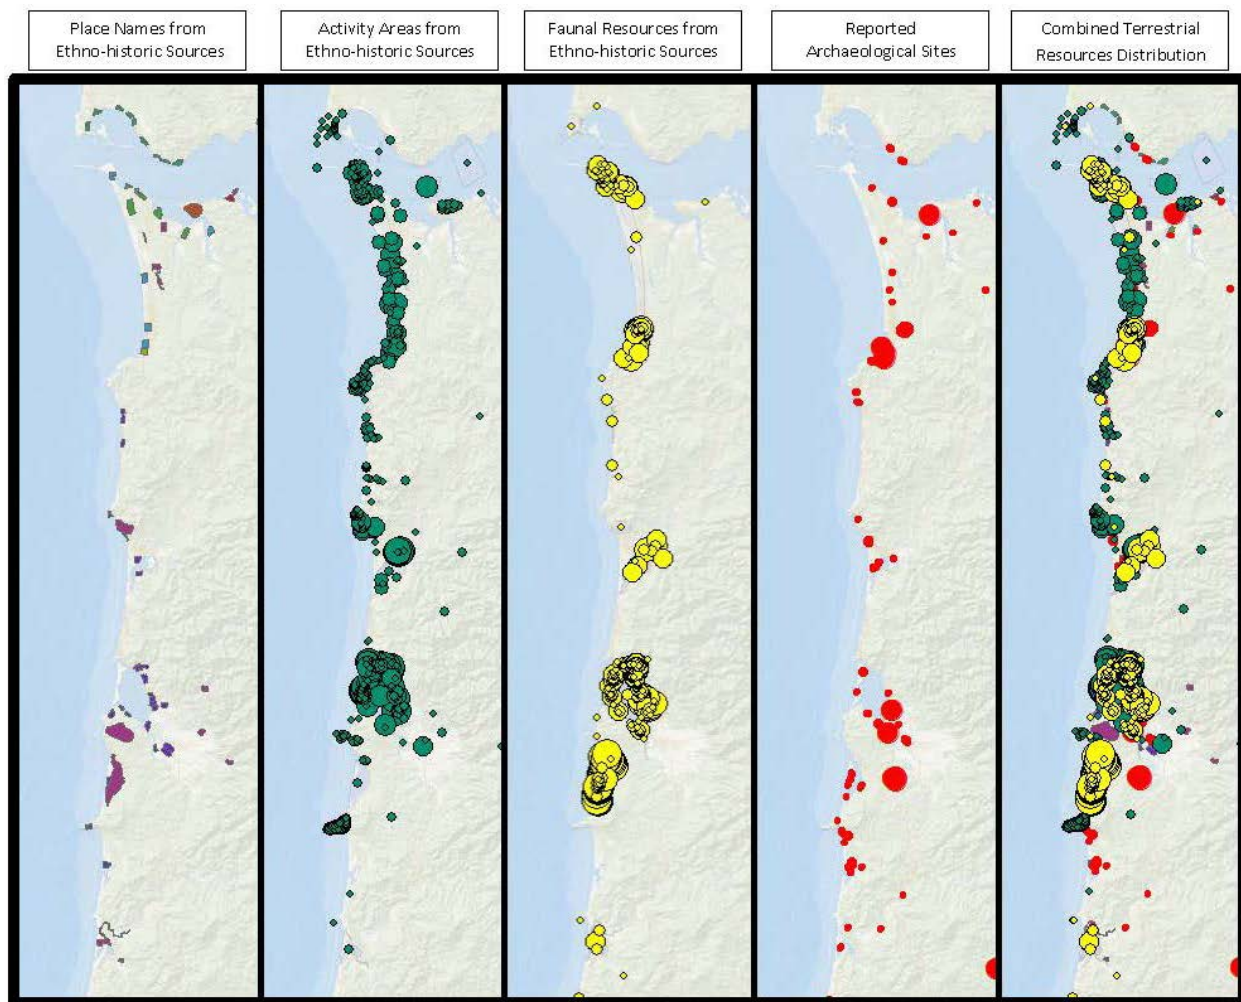 Place Names from
Ethno-historic Sources
Activity Areas from
Ethno-historic Sources
Faunal Resources from
Ethno-historic Sources
Reported
Archaeological Sites
Combined Terrestrial
Resources Distribution